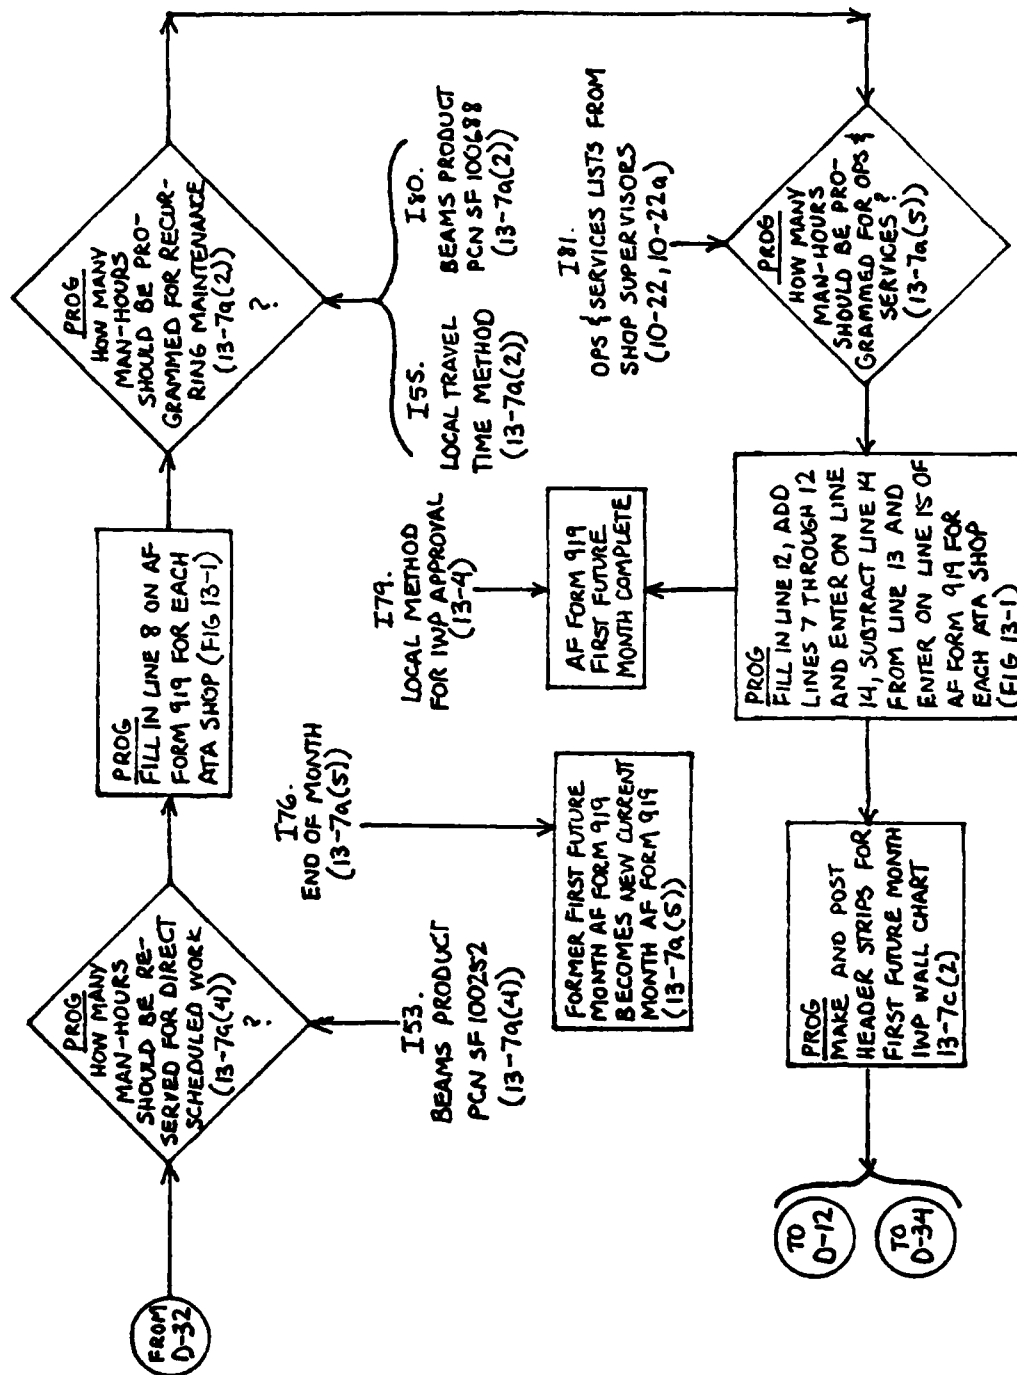 FROM
D-32
PROG
HOW MANY
MAN-HOURS
SHOULD BE RE-
SERVED FOR DIRECT
SCHEDULED WORK
(13-7a(4))
?
I53.
BEAMS PRODUCT
PCN SF 100252
(13-7a(4))
PROG
FILL IN LINE 8 ON AF
FORM 919 FOR EACH
ATA SHOP (FIG 13-1)
PROG
HOW MANY
MAN-HOURS
SHOULD BE PRO-
GRAMMED FOR RECUR-
RING MAINTENANCE
(13-7a(2))
?
I55.
LOCAL TRAVEL
TIME METHOD
(13-7a(2))
I80.
BEAMS PRODUCT
PCN SF 100688
(13-7a(2))
I76.
END OF MONTH
(13-7a(5))
FORMER FIRST FUTURE
MONTH AF FORM 919
BECOMES NEW CURRENT
MONTH AF FORM 919
(13-7a(5))
I79.
LOCAL METHOD
FOR IWP APPROVAL
(13-4)
AF FORM 919
FIRST FUTURE
MONTH COMPLETE
I81.
OPS & SERVICES LISTS FROM
SHOP SUPERVISORS
(10-22, 10-22a)
PROG
HOW MANY
MAN-HOURS
SHOULD BE PRO-
GRAMMED FOR OPS &
SERVICES?
(13-7a(5))
PROG
FILL IN LINE 12, ADD
LINES 7 THROUGH 12
AND ENTER ON LINE
14, SUBTRACT LINE 14
FROM LINE 13 AND
ENTER ON LINE 15 OF
AF FORM 919 FOR
EACH ATA SHOP
(FIG 13-1)
PROG
MAKE AND POST
HEADER STRIPS FOR
FIRST FUTURE MONTH
IWP WALL CHART
13-7c(2)
TO
D-12
TO
D-34